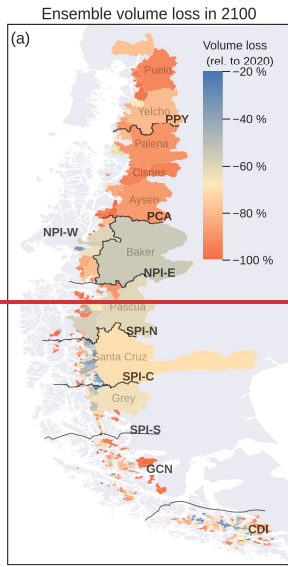 Ensemble volume loss in 2100
(a)
Volume loss
(rel. to 2020)
−20 %
−40 %
−60 %
−80 %
−100 %
Puelo
Yelcho
PPY
Palena
Cisnes
Aysen
PCA
NPI-W
Baker
NPI-E
Pascua
SPI-N
Santa Cruz
SPI-C
Grey
SPI-S
GCN
CDI